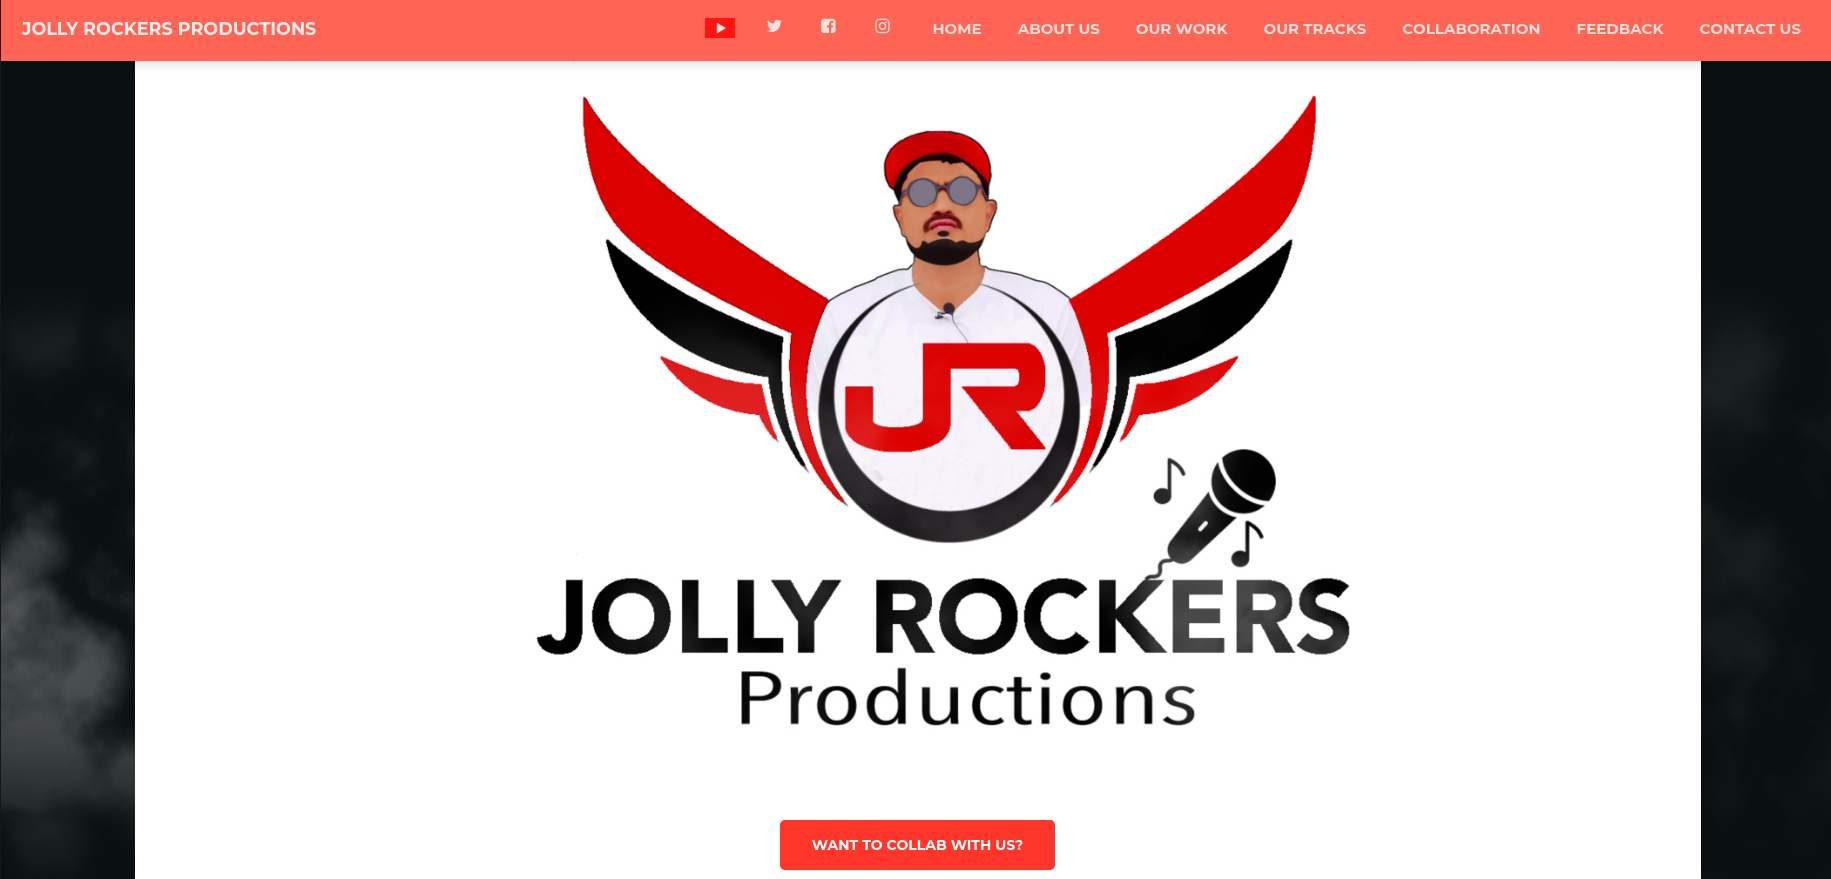 JOLLY ROCKERS PRODUCTIONS
HOME ABOUT US OUR WORK OUR TRACKS COLLABORATION FEEDBACK CONTACT US
JR
JOLLY ROCKERS
Productions
WANT TO COLLAB WITH US?